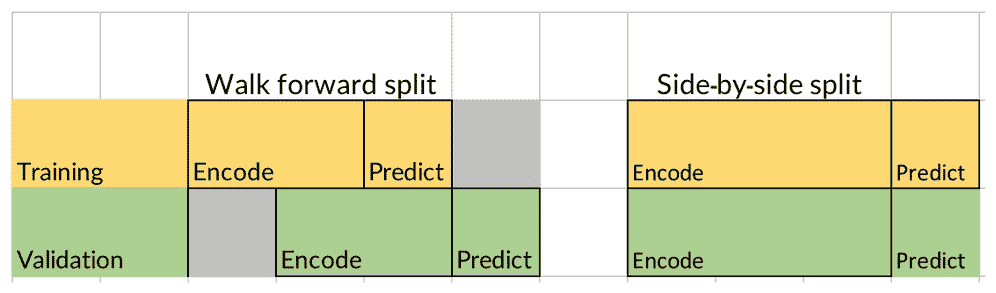 Walk forward split
Side-by-side split
Training
Encode
Predict
Encode
Predict
Validation
Encode
Predict
Encode
Predict